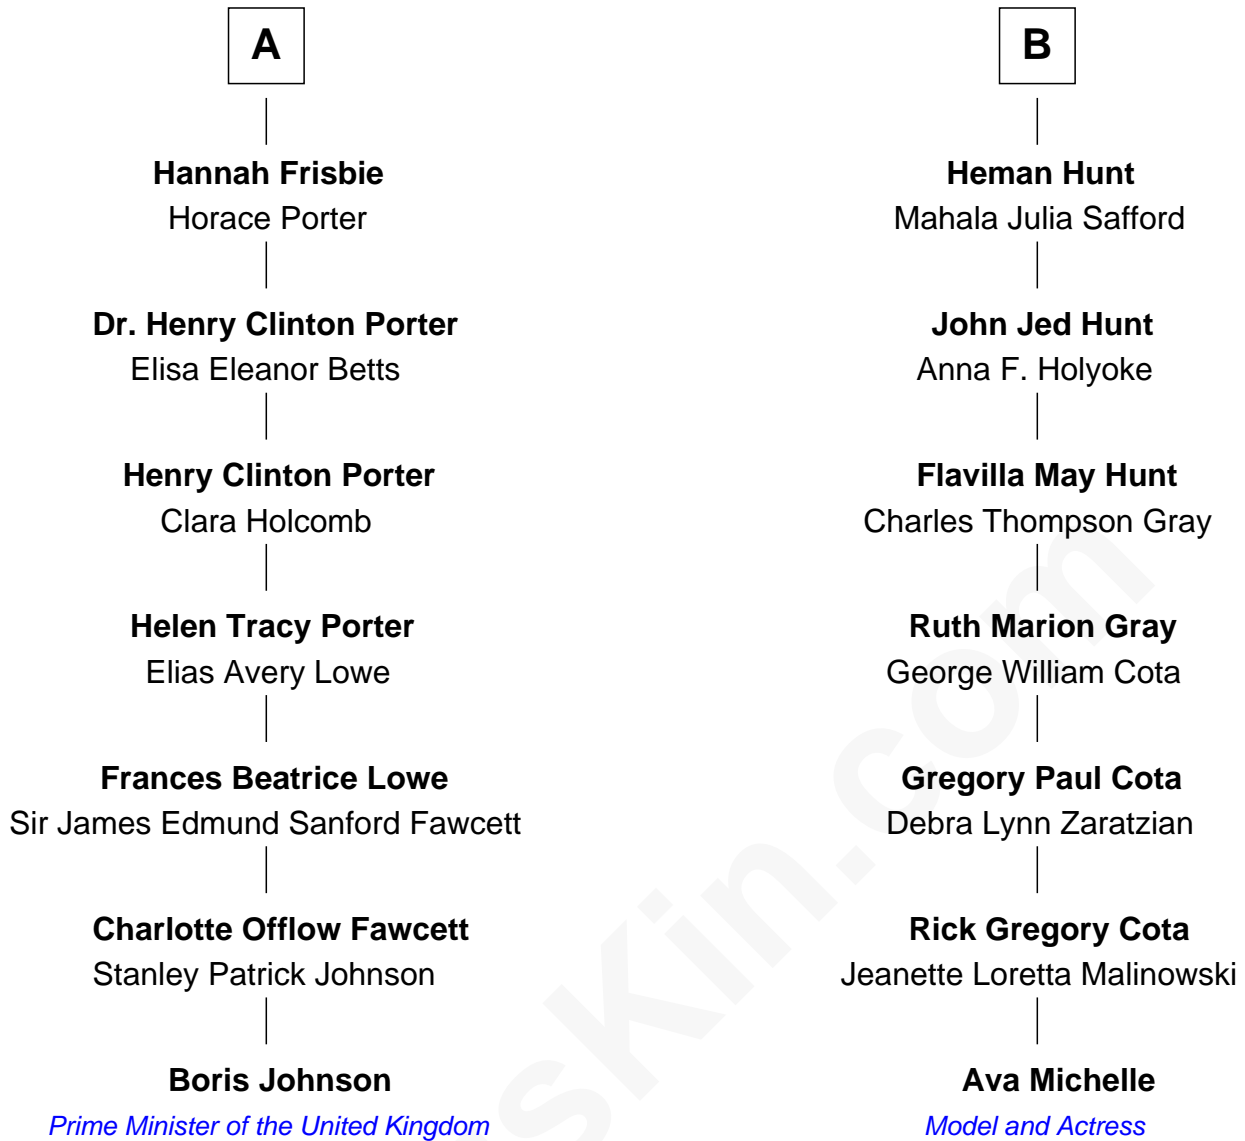 A
Hannah Frisbie
Horace Porter
Dr. Henry Clinton Porter
Elisa Eleanor Betts
Henry Clinton Porter
Clara Holcomb
Helen Tracy Porter
Elias Avery Lowe
Frances Beatrice Lowe
Sir James Edmund Sanford Fawcett
Charlotte Offlow Fawcett
Stanley Patrick Johnson
Boris Johnson
Prime Minister of the United Kingdom
B
Heman Hunt
Mahala Julia Safford
John Jed Hunt
Anna F. Holyoke
Flavilla May Hunt
Charles Thompson Gray
Ruth Marion Gray
George William Cota
Gregory Paul Cota
Debra Lynn Zaratzian
Rick Gregory Cota
Jeanette Loretta Malinowski
Ava Michelle
Model and Actress
sKin.com